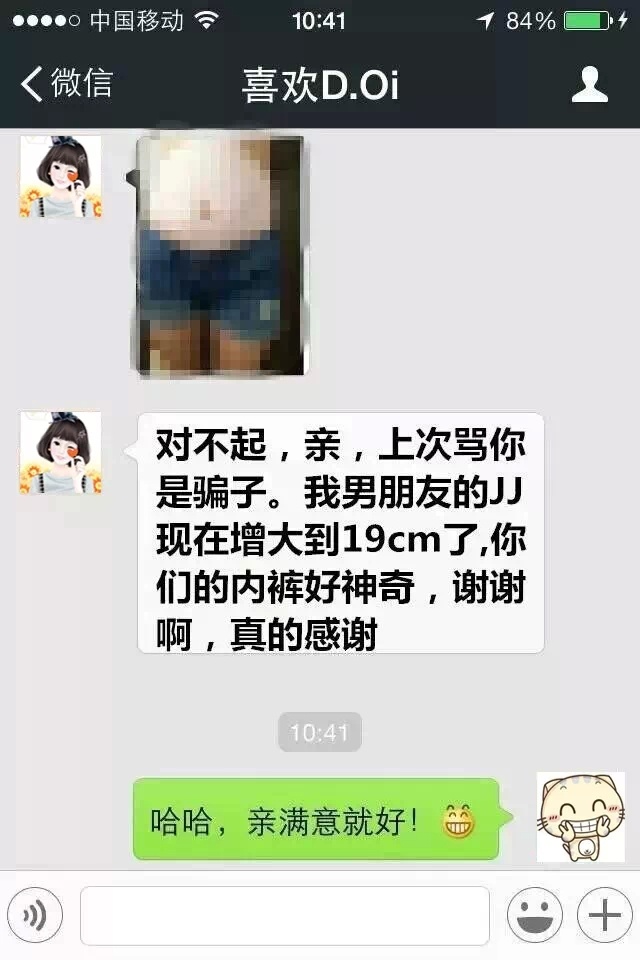 中国移动 10:41 84%
微信 喜欢D.Oi
对不起，亲，上次骂你
是骗子。我男朋友的JJ
现在增大到19cm了,你
们的内裤好神奇，谢谢
啊，真的感谢
10:41
哈哈，亲满意就好！😁